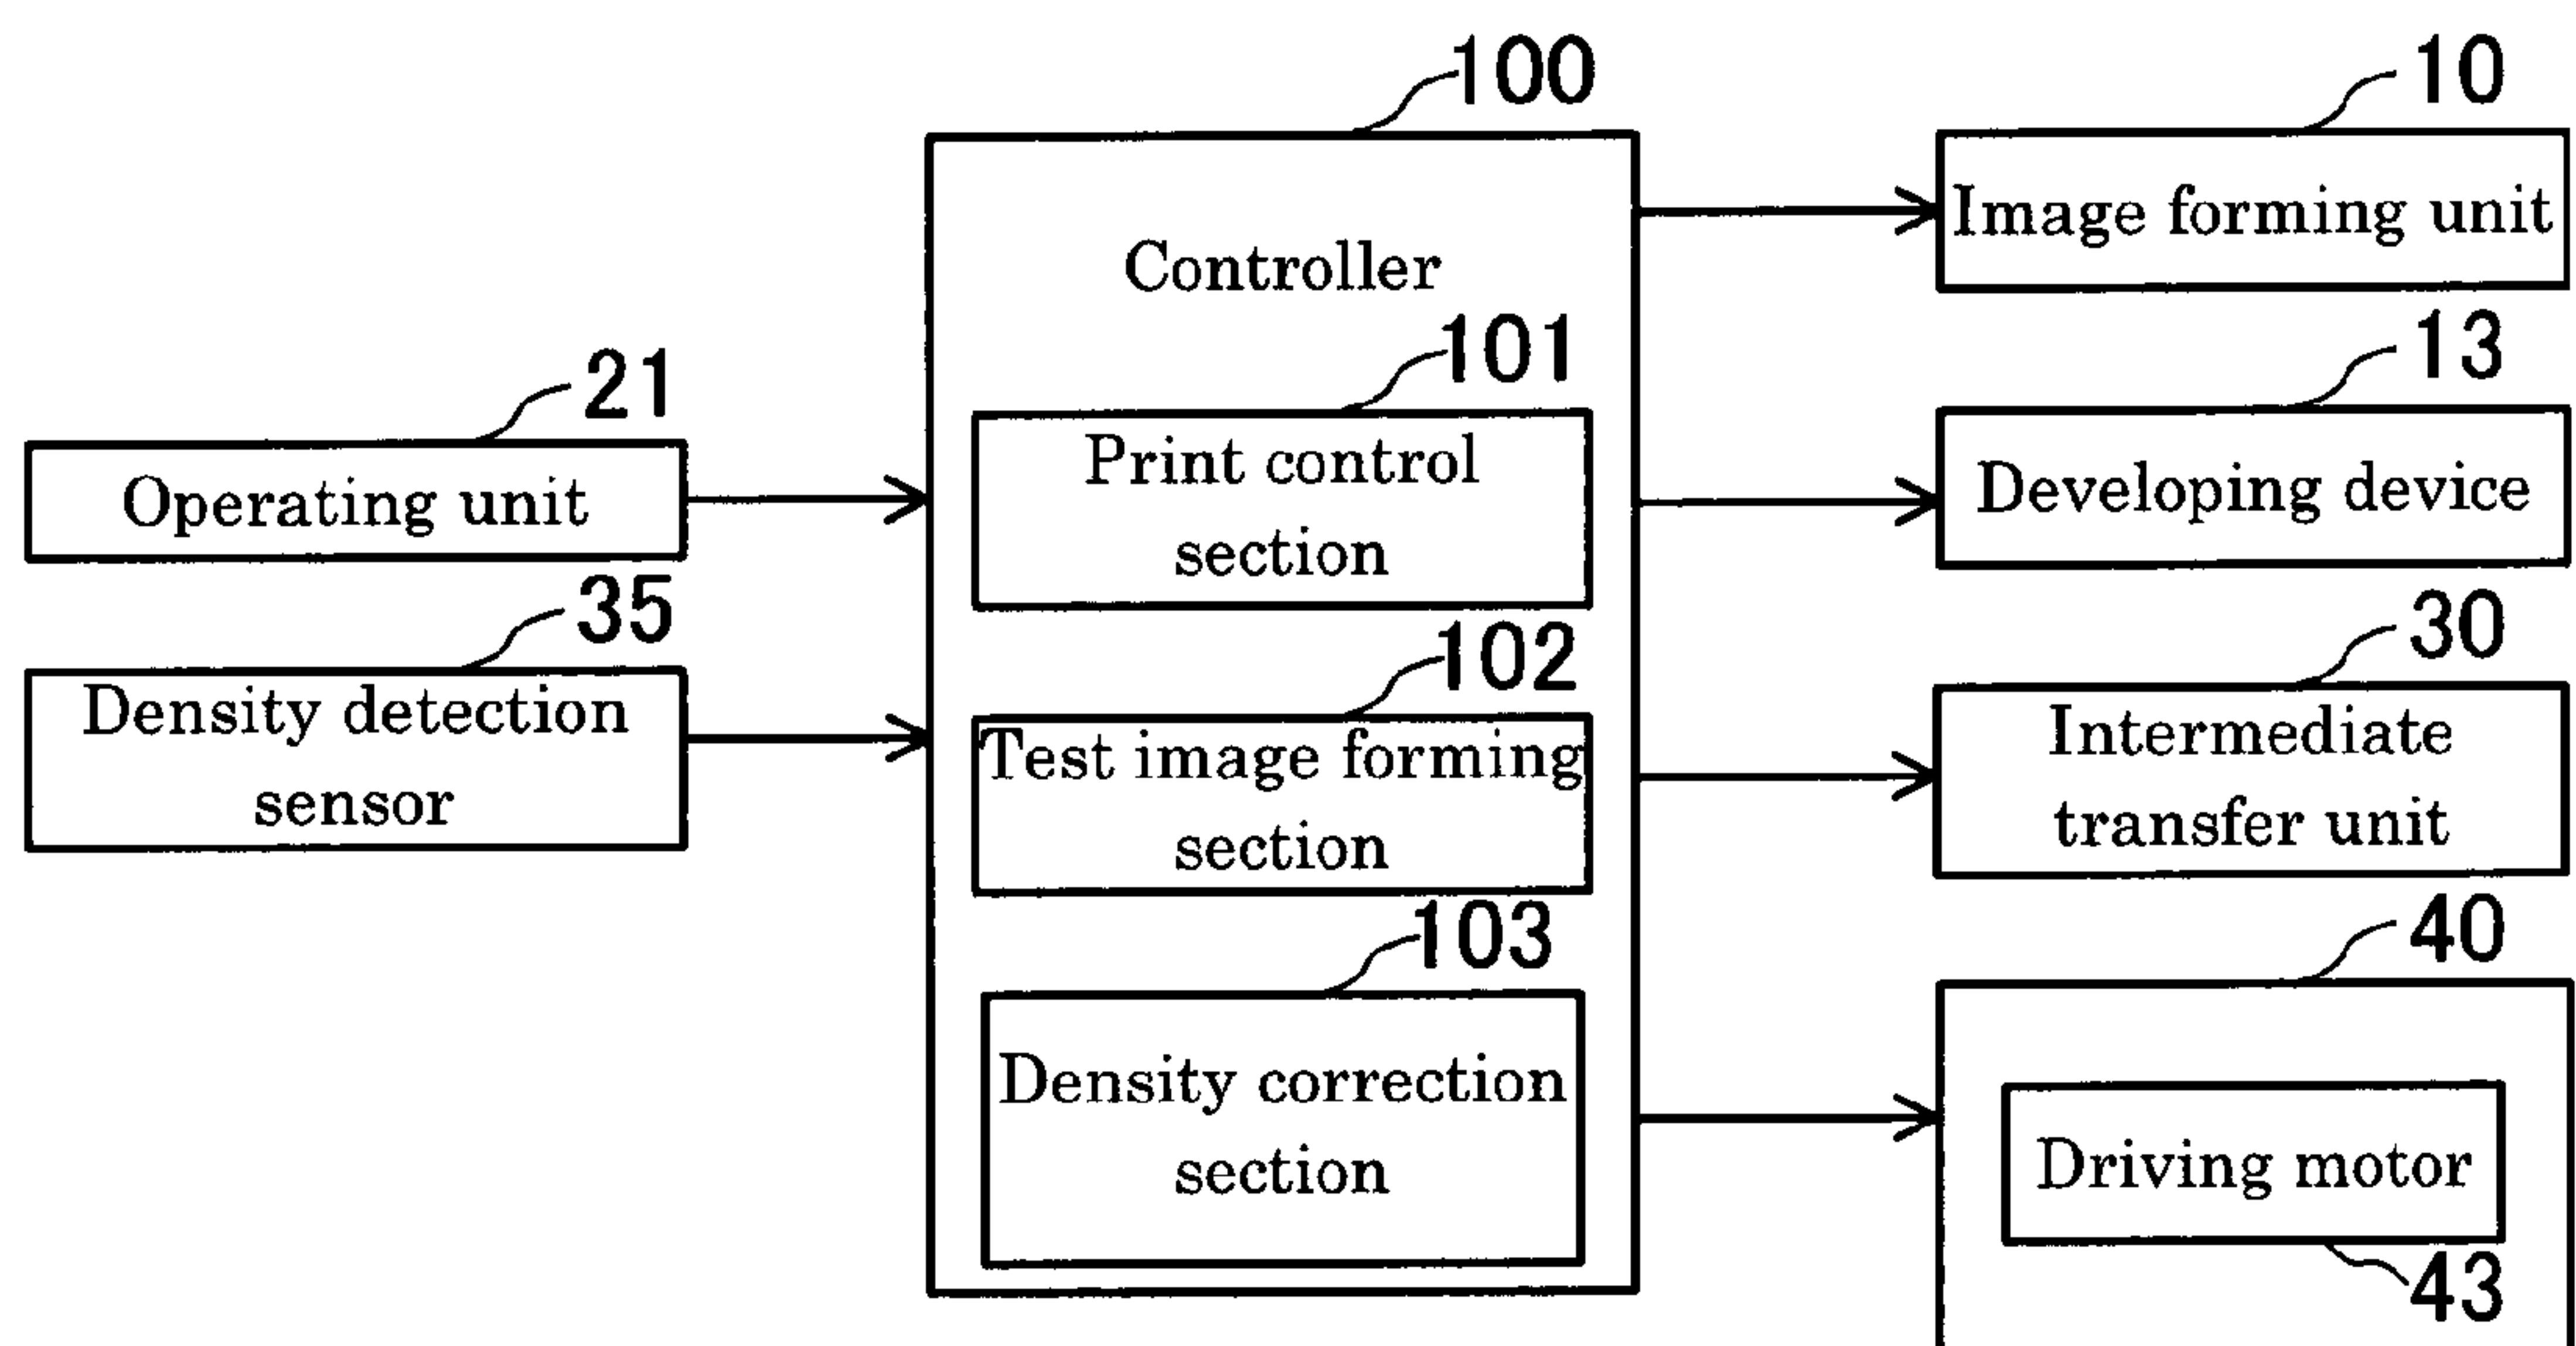 100
10
Image forming unit
Controller
101
13
21
Print control
section
Developing device
Operating unit
35
102
30
Density detection
sensor
Test image forming
section
Intermediate
transfer unit
103
40
Density correction
section
Driving motor
43